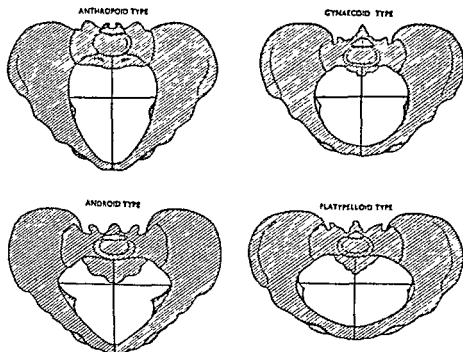 ANTHROPOID TYPE
GYNAECOID TYPE
ANDROID TYPE
PLATYPELLOID TYPE